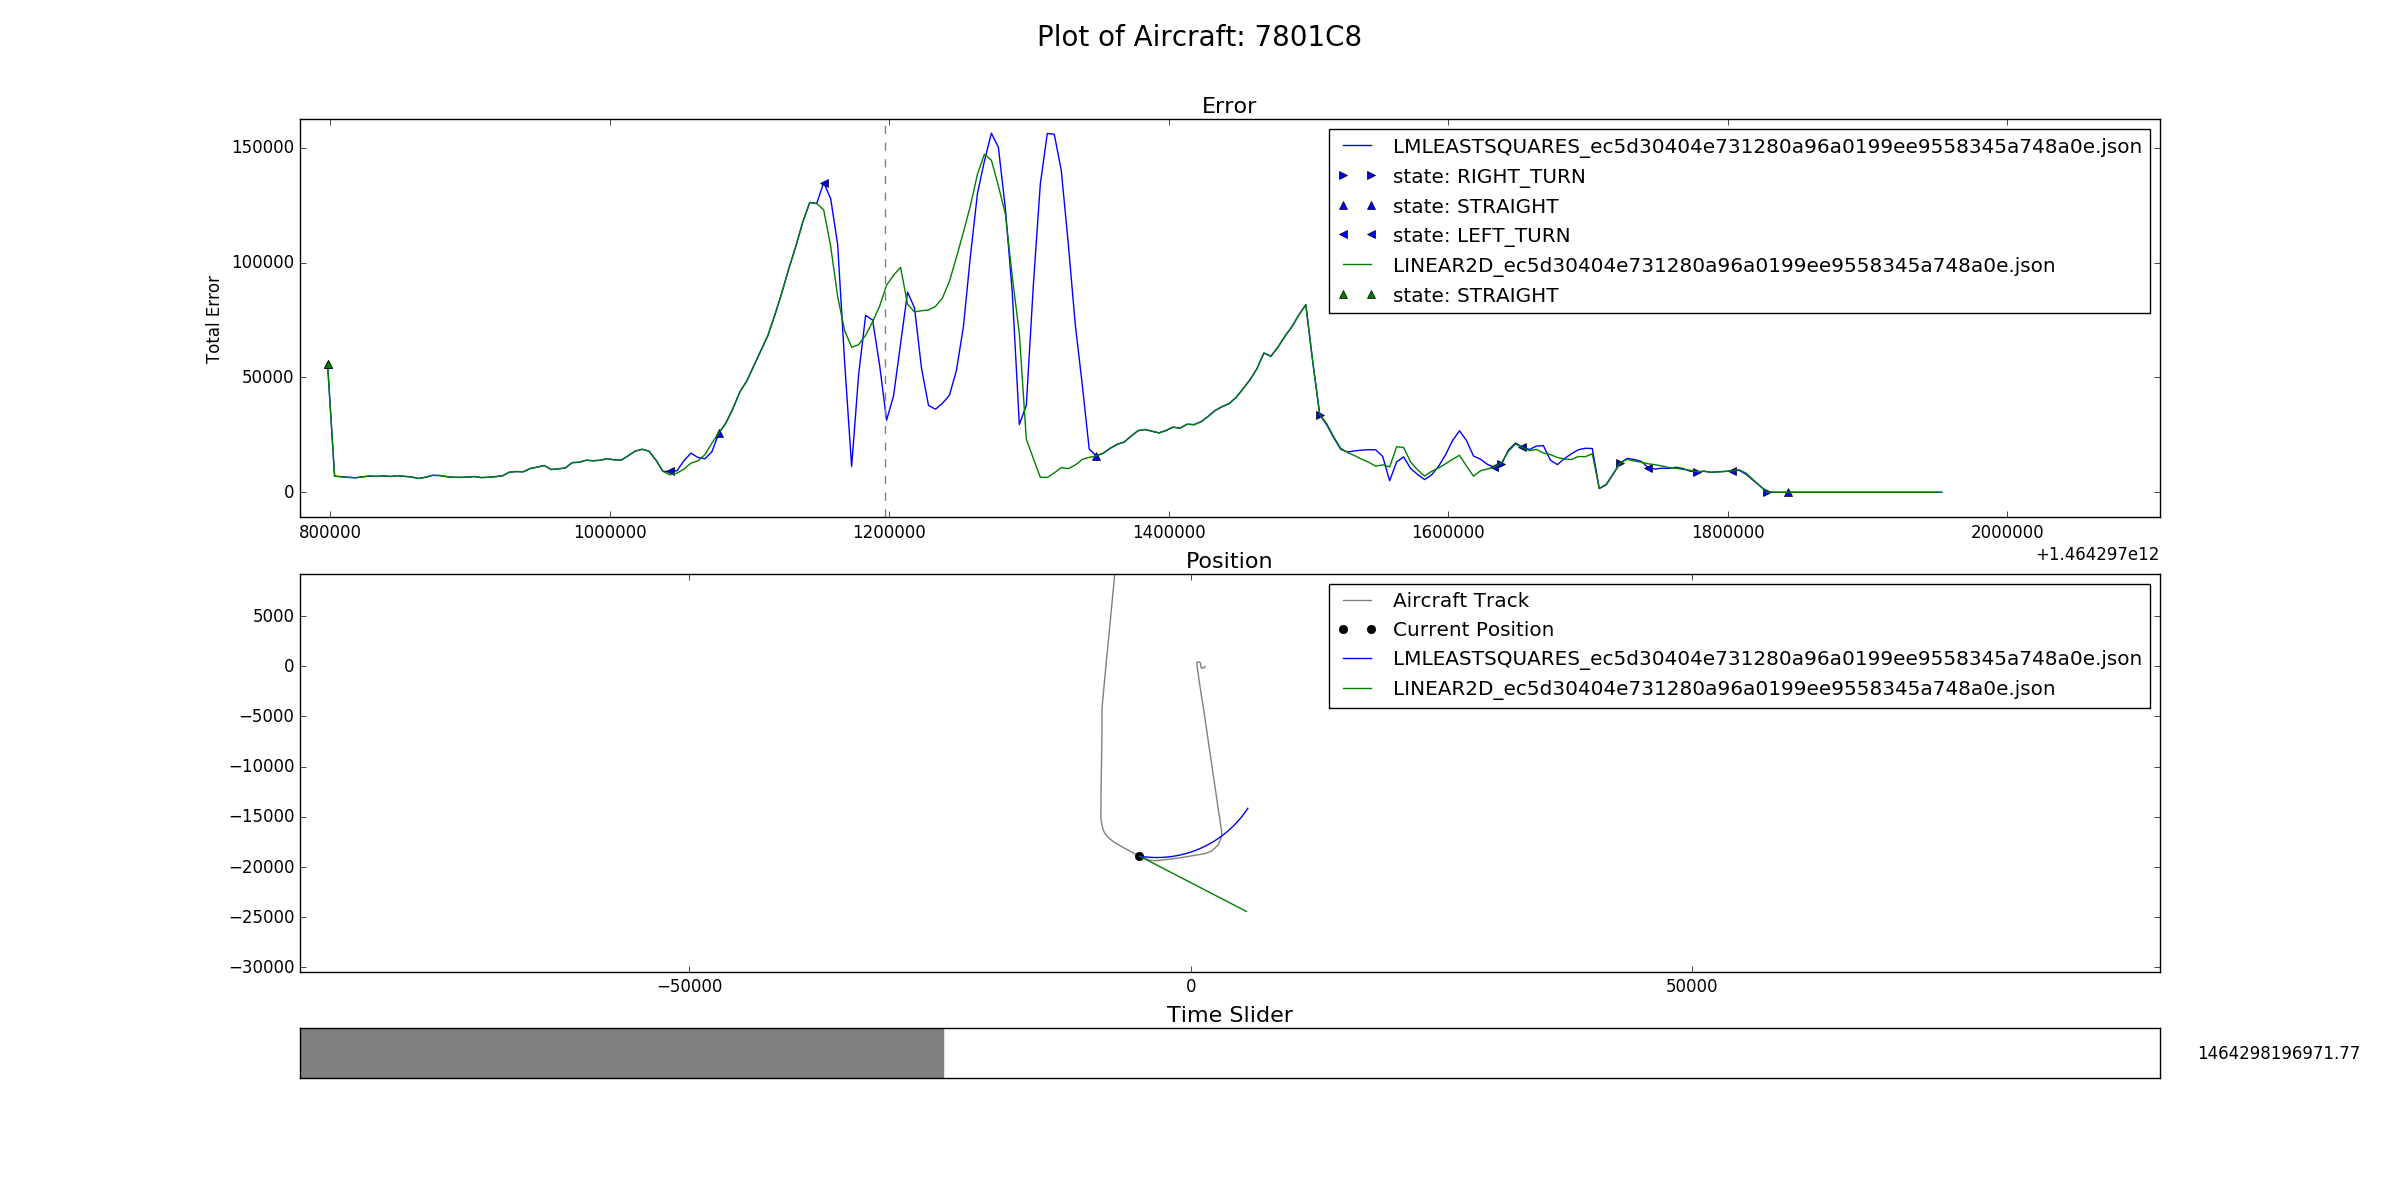 Plot of Aircraft: 7801C8
Error
150000
100000
50000
0
Total Error
LMLEASTSQUARES_ec5d30404e731280a96a0199ee9558345a748a0e.json
state: RIGHT_TURN
state: STRAIGHT
state: LEFT_TURN
LINEAR2D_ec5d30404e731280a96a0199ee9558345a748a0e.json
state: STRAIGHT
800000 1000000 1200000 1400000 1600000 1800000 2000000
+1.464297e12
Position
5000
0
−5000
−10000
−15000
−20000
−25000
−30000
Aircraft Track
Current Position
LMLEASTSQUARES_ec5d30404e731280a96a0199ee9558345a748a0e.json
LINEAR2D_ec5d30404e731280a96a0199ee9558345a748a0e.json
−50000 0 50000
Time Slider
1464298196971.77